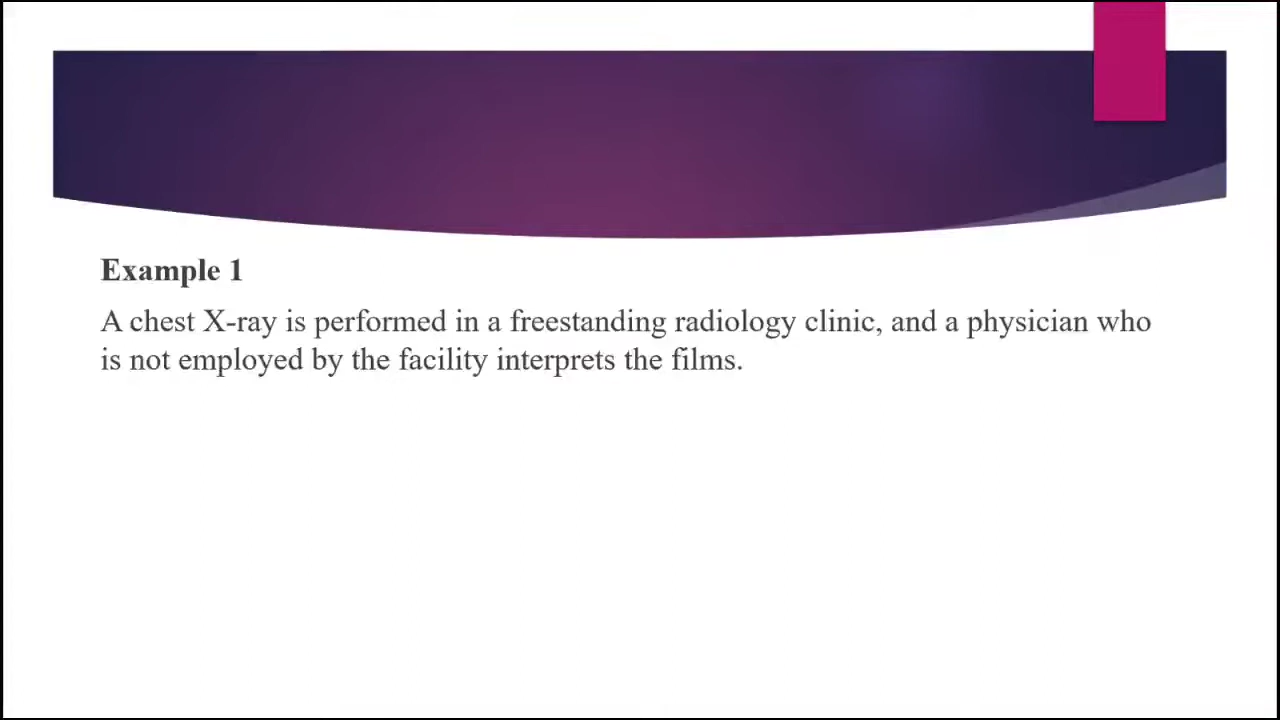 Example 1
A chest X-ray is performed in a freestanding radiology clinic, and a physician who
is not employed by the facility interprets the films.